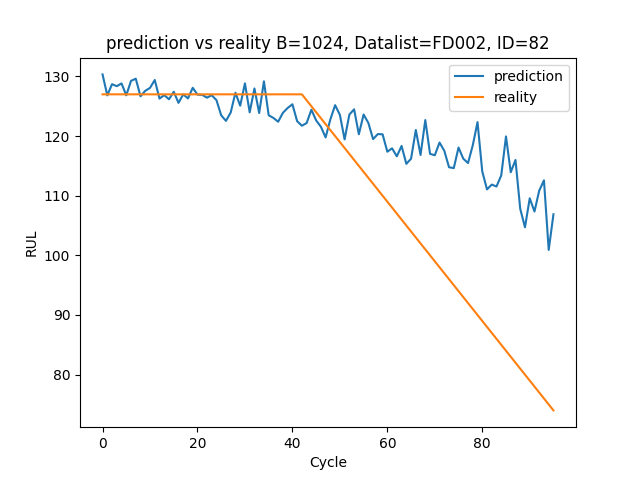 prediction vs reality B=1024, Datalist=FD002, ID=82
prediction
reality
130
120
110
100
90
80
RUL
0 20 40 60 80
Cycle